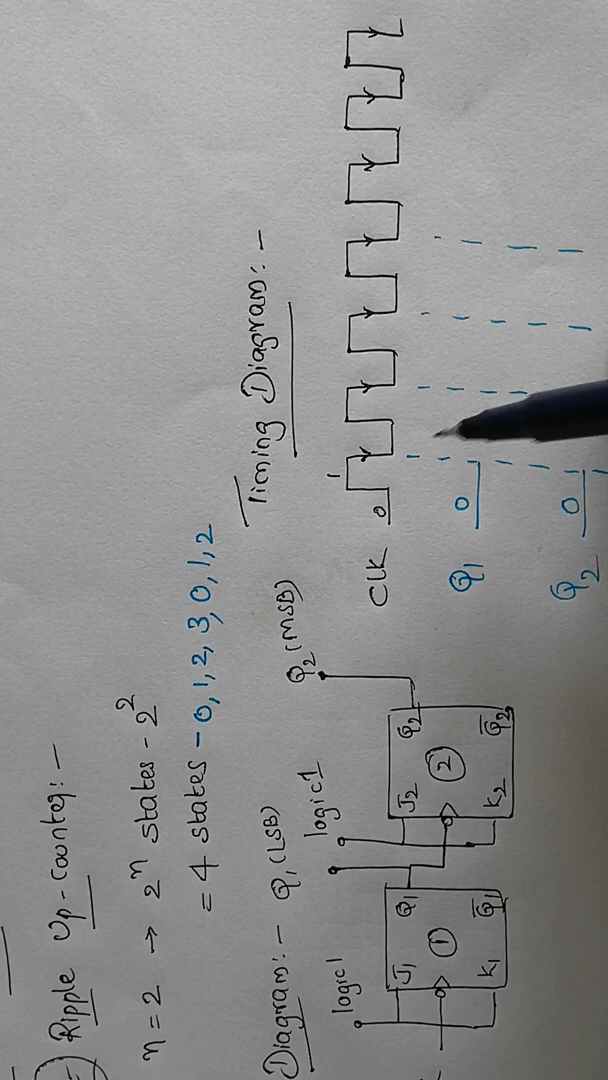 Ripple Up-Counter:-
n=2 → 2ⁿ states - 2²
= 4 states - 0,1,2,3,0,1,2
Diagram:-
Q₁(LSB)
Q₂(MSB)
logic1
logic1
J₁
Q₁
①
K₁
Q̅₁
J₂
Q₂
②
K₂
Q̅₂
Timing Diagram:-
CLK 0 1
Q₁ 0
Q₂ 0